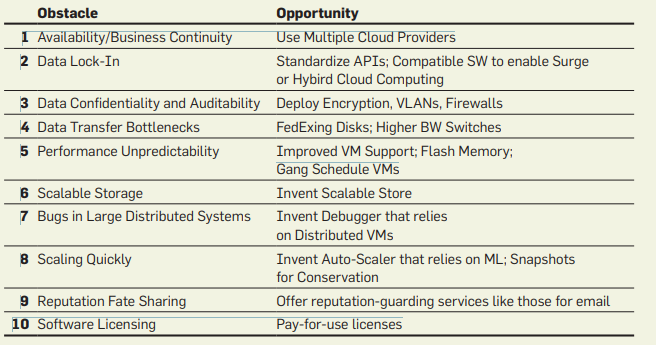 Obstacle Opportunity
1 Availability/Business Continuity Use Multiple Cloud Providers
2 Data Lock-In Standardize APIs; Compatible SW to enable Surge
or Hybird Cloud Computing
3 Data Confidentiality and Auditability Deploy Encryption, VLANs, Firewalls
4 Data Transfer Bottlenecks FedExing Disks; Higher BW Switches
5 Performance Unpredictability Improved VM Support; Flash Memory;
Gang Schedule VMs
6 Scalable Storage Invent Scalable Store
7 Bugs in Large Distributed Systems Invent Debugger that relies
on Distributed VMs
8 Scaling Quickly Invent Auto-Scaler that relies on ML; Snapshots
for Conservation
9 Reputation Fate Sharing Offer reputation-guarding services like those for email
10 Software Licensing Pay-for-use licenses